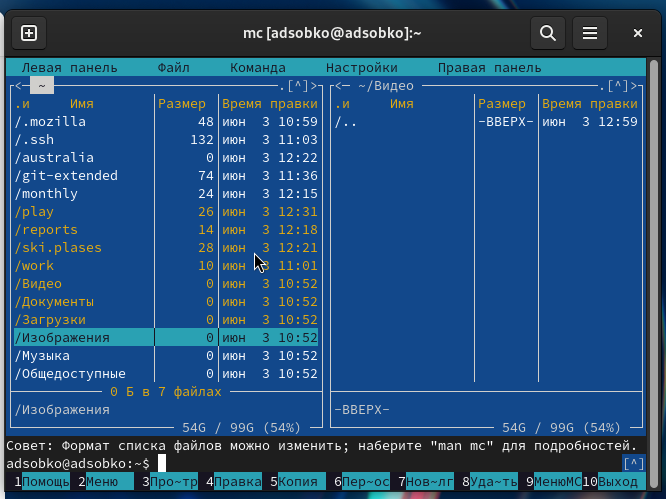 mc [adsobko@adsobko]:~
Левая панель Файл Команда Настройки Правая панель
<─ ~ .[^]>
.и Имя Размер Время правки
/.mozilla 48 июн 3 10:59
/.ssh 132 июн 3 11:03
/australia 0 июн 3 12:22
/git-extended 74 июн 3 11:36
/monthly 24 июн 3 12:15
/play 26 июн 3 12:31
/reports 14 июн 3 12:18
/ski.plases 28 июн 3 12:21
/work 10 июн 3 11:01
/Видео 0 июн 3 10:52
/Документы 0 июн 3 10:52
/Загрузки 0 июн 3 10:52
/Изображения 0 июн 3 10:52
/Музыка 0 июн 3 10:52
/Общедоступные 0 июн 3 10:52
0 Б в 7 файлах
/Изображения
54G / 99G (54%)
<─ ~/Видео .[^]>
.и Имя Размер Время правки
/.. -ВВЕРХ- июн 3 12:59
-ВВЕРХ-
54G / 99G (54%)
Совет: Формат списка файлов можно изменить; наберите "man mc" для подробностей.
adsobko@adsobko:~$ [^]
1Помощь 2Меню 3Про~тр 4Правка 5Копия 6Пер~ос 7Нов~лг 8Уда~ть 9МенюMC 10Выход